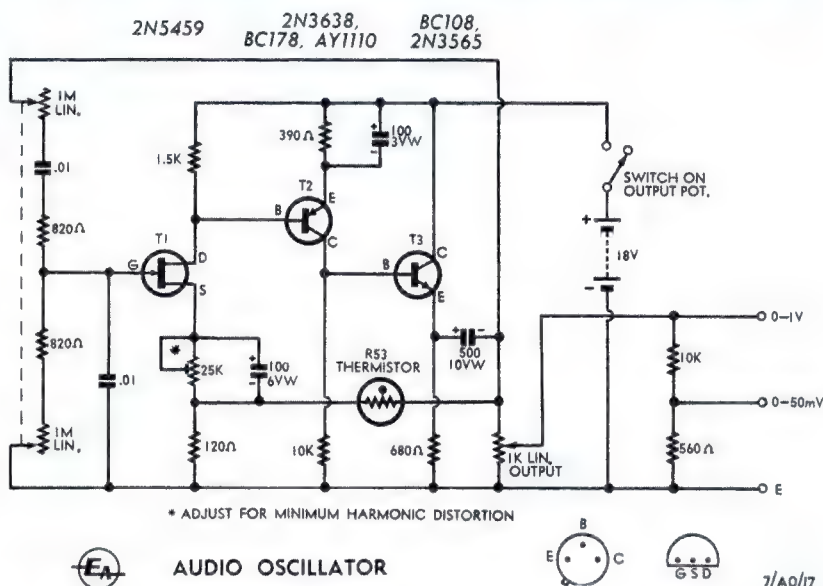 2N5459
2N3638,
BC178, AY1110
BC108,
2N3565
1M
LIN.
.01
820Ω
1.5K
390Ω
+
100
3VW
-
T2
B
E
C
T1
G
D
S
T3
B
C
E
SWITCH ON
OUTPUT POT.
+
18V
-
820Ω
.01
*
25K
+
100
6VW
-
R53
THERMISTOR
+ -
500
10VW
0-1V
10K
0-50mV
1M
LIN.
120Ω
10K
680Ω
1K LIN.
OUTPUT
560Ω
E
* ADJUST FOR MINIMUM HARMONIC DISTORTION
EA
AUDIO OSCILLATOR
B
E
C
G S D
7/AO/17